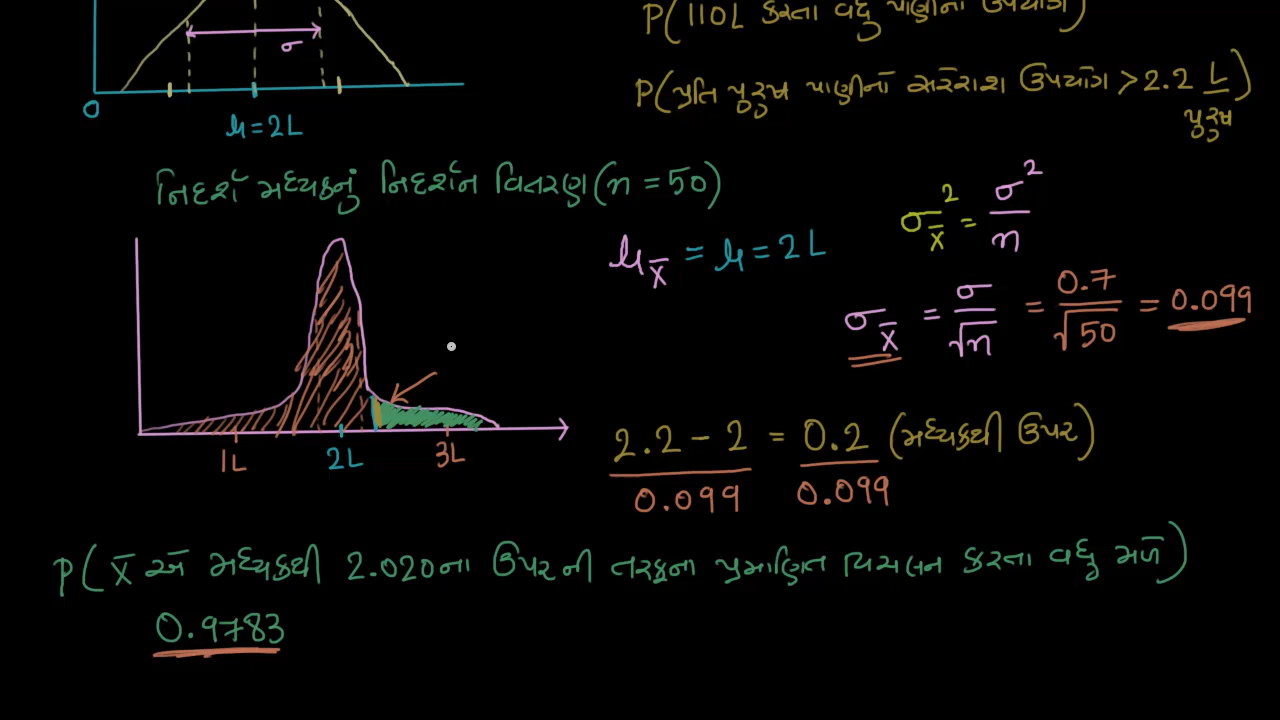 P(110L કરતા વધુ પાણીનો ઉપયોગ)
σ
P(પ્રતિ પુરુષ પાણીનો સરેરાશ ઉપયોગ > 2.2 L/પુરુષ)
0
μ = 2L
નિદર્શ મધ્યકનું નિદર્શન વિતરણ (n = 50)
σx̄² = σ²/n
μx̄ = μ = 2L
σx̄ = σ/√n = 0.7/√50 = 0.099
1L 2L 3L
(2.2 - 2)/0.099 = 0.2/0.099 (મધ્યકથી ઉપર)
P(x̄ એ મધ્યકથી 2.020ના ઉપરની તરફના પ્રમાણિત વિચલન કરતા વધુ મળે)
0.9783